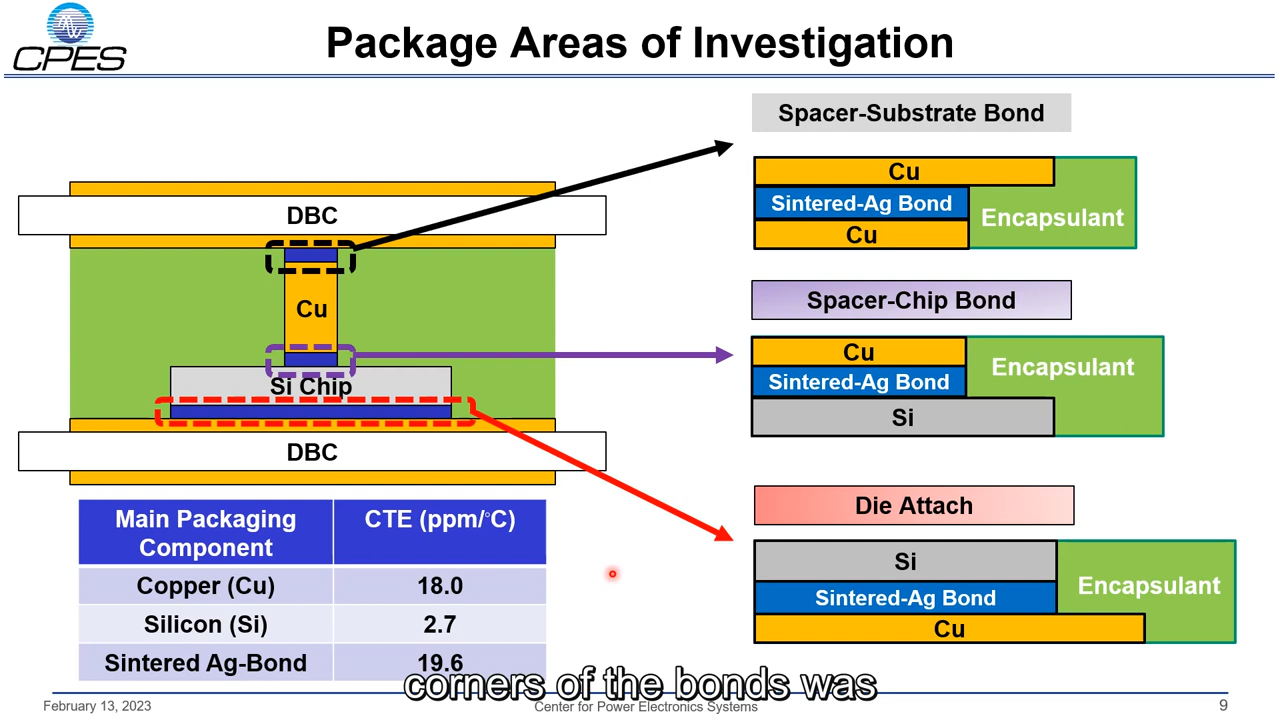 CPES
Package Areas of Investigation
DBC
Cu
Si Chip
DBC
Spacer-Substrate Bond
Cu
Sintered-Ag Bond
Cu
Encapsulant
Spacer-Chip Bond
Cu
Sintered-Ag Bond
Si
Encapsulant
Die Attach
Si
Sintered-Ag Bond
Cu
Encapsulant
Main Packaging
Component
CTE (ppm/°C)
Copper (Cu)
18.0
Silicon (Si)
2.7
Sintered Ag-Bond
19.6
corners of the bonds was
February 13, 2023
Center for Power Electronics Systems
9